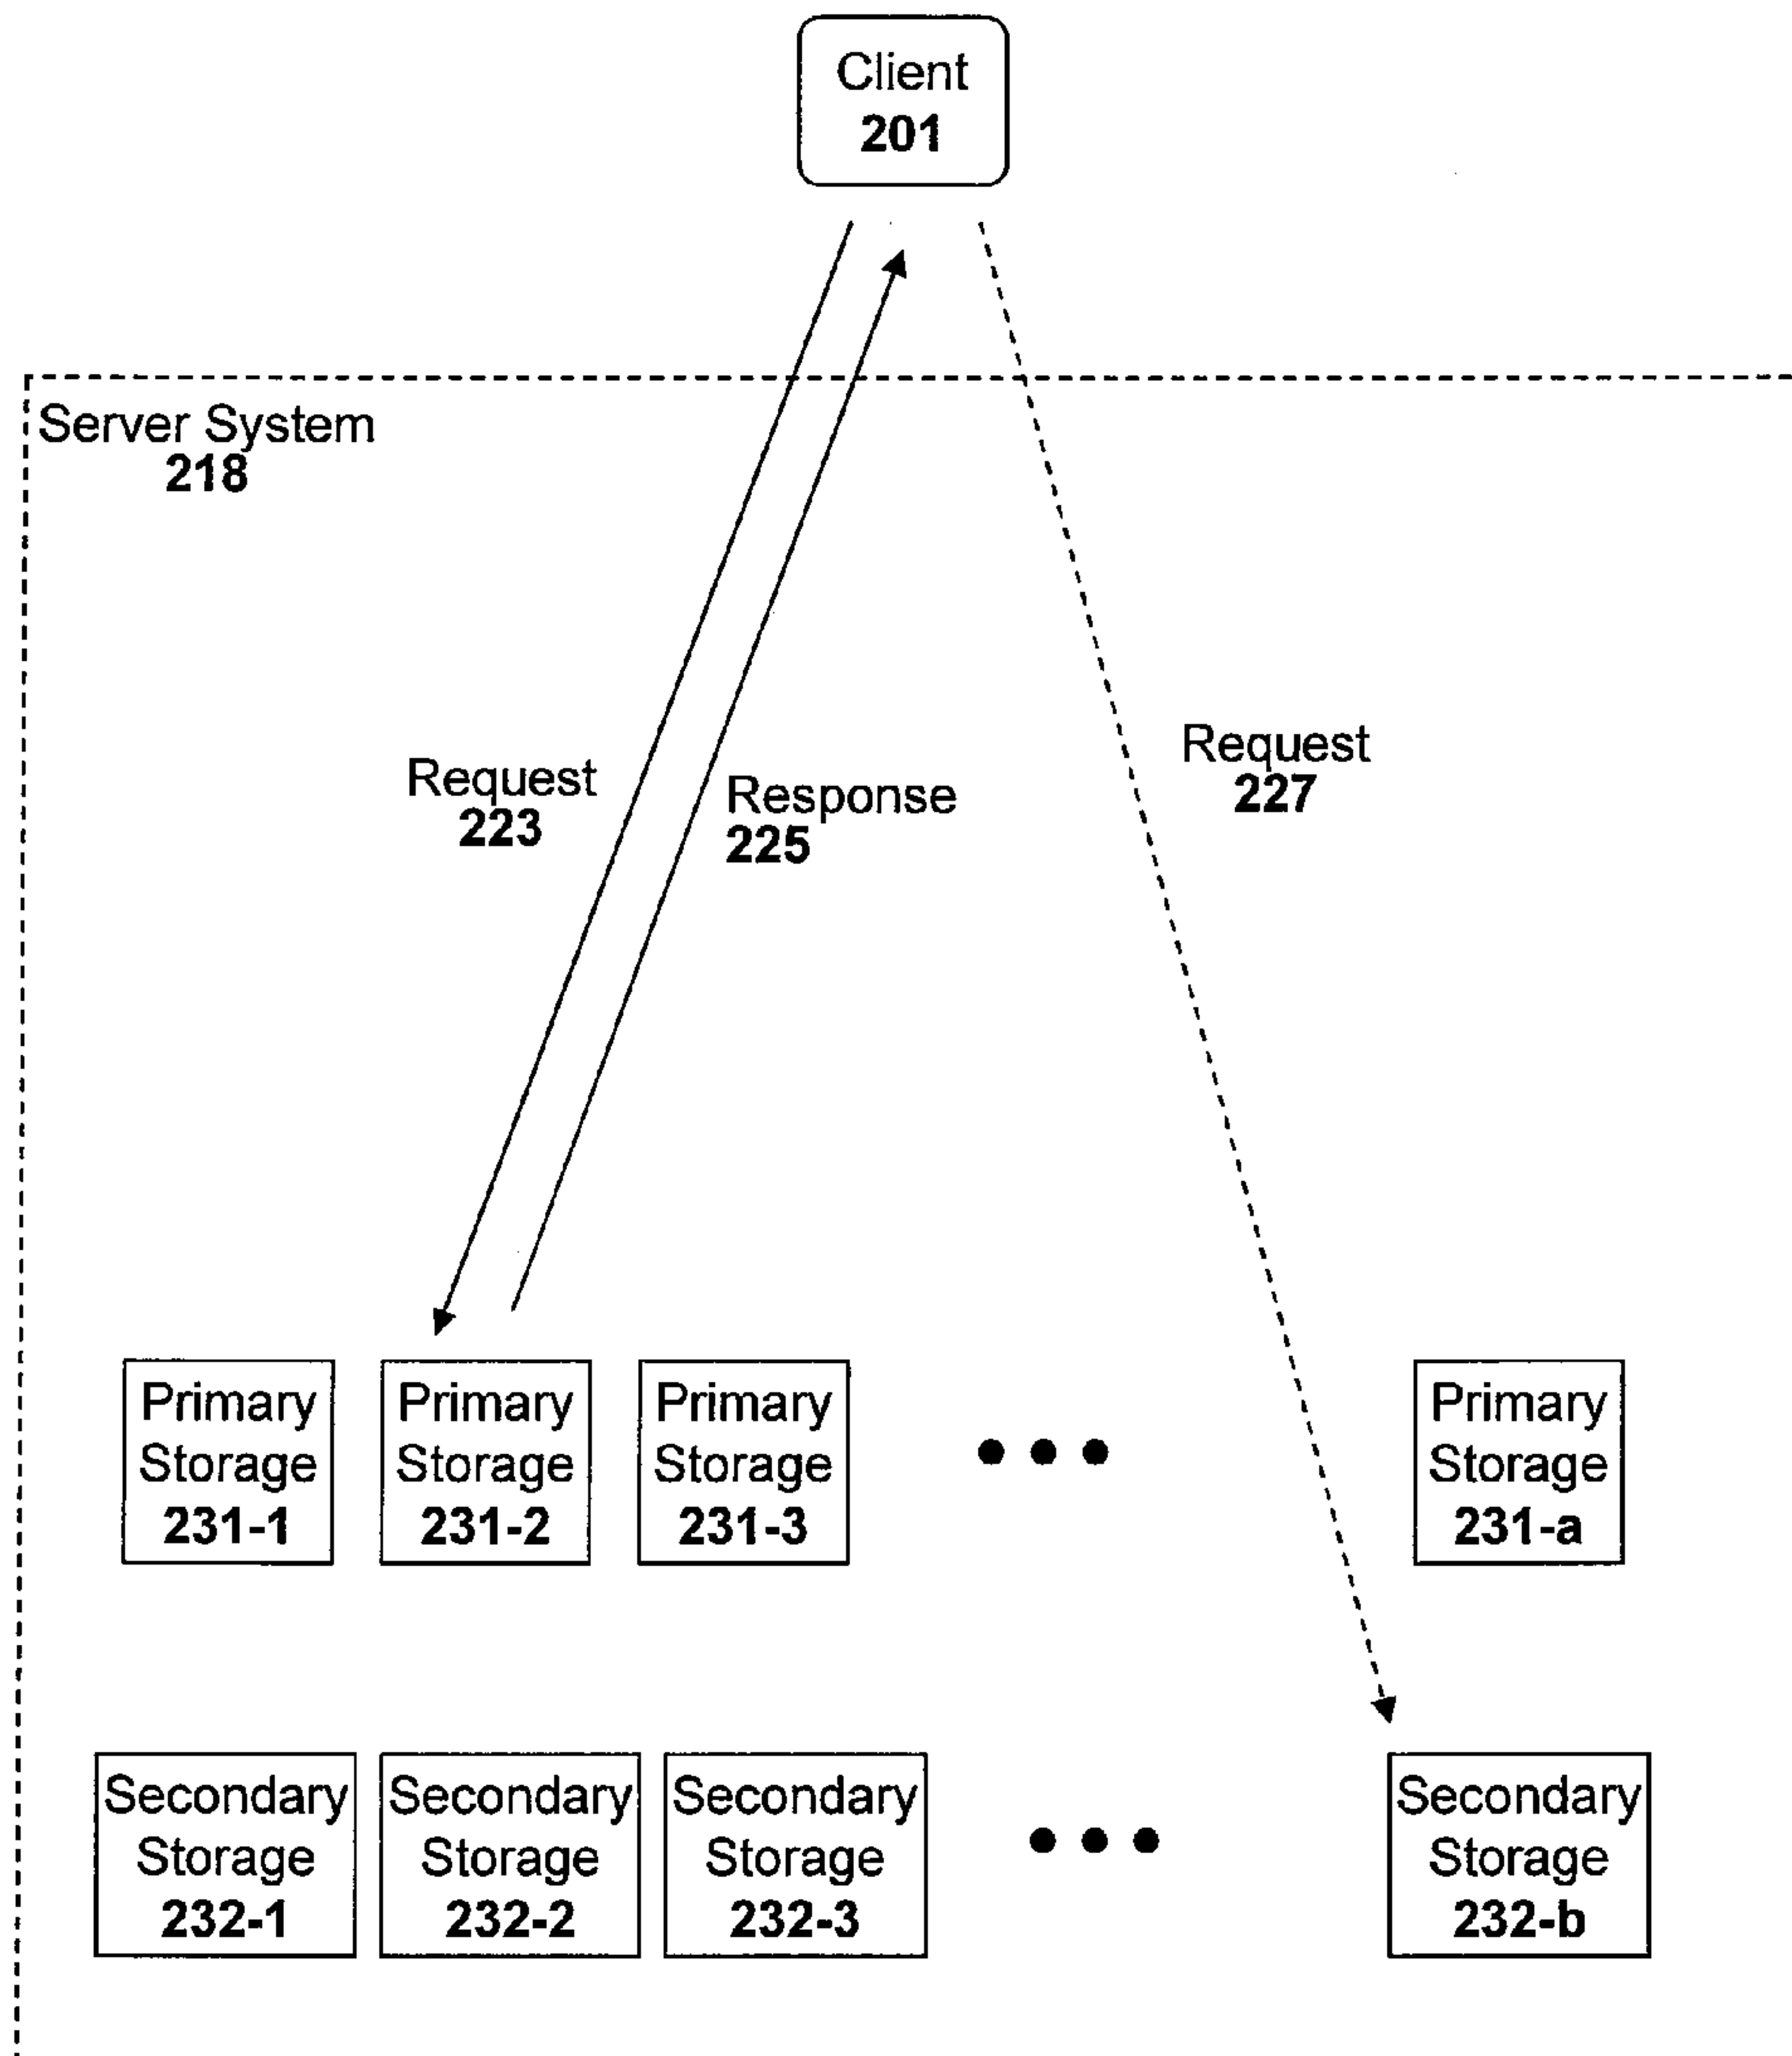 Client
201
Server System
218
Request
223
Response
225
Request
227
Primary
Storage
231-1
Primary
Storage
231-2
Primary
Storage
231-3
Primary
Storage
231-a
Secondary
Storage
232-1
Secondary
Storage
232-2
Secondary
Storage
232-3
Secondary
Storage
232-b